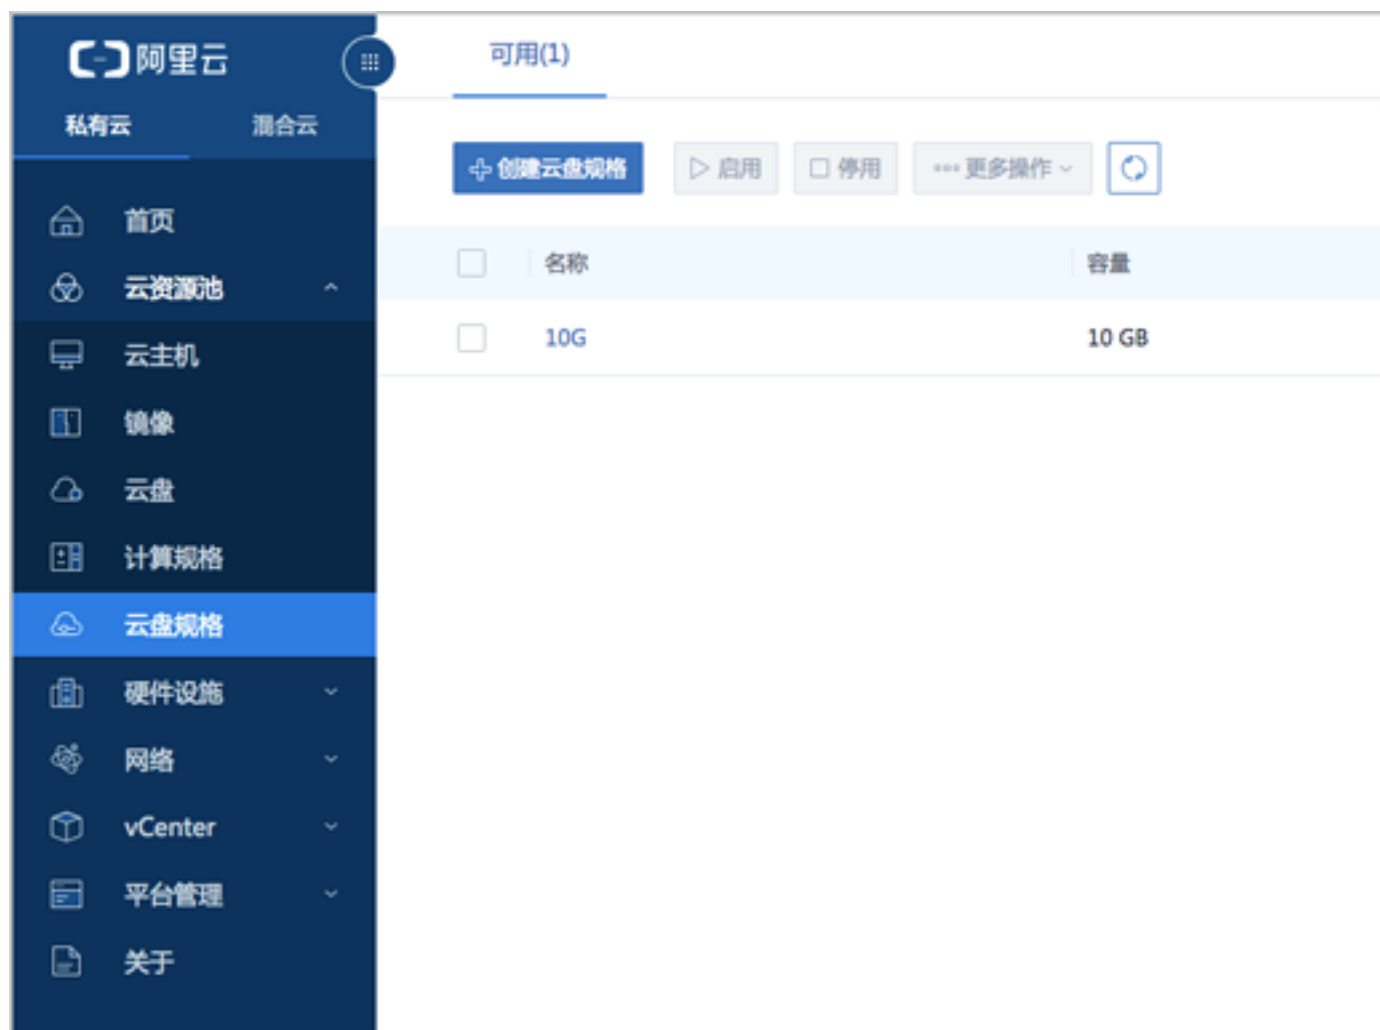 阿里云
私有云 混合云
首页
云资源池
云主机
镜像
云盘
计算规格
云盘规格
硬件设施
网络
vCenter
平台管理
关于
可用(1)
创建云盘规格 启用 停用 更多操作
名称 容量
10G 10 GB